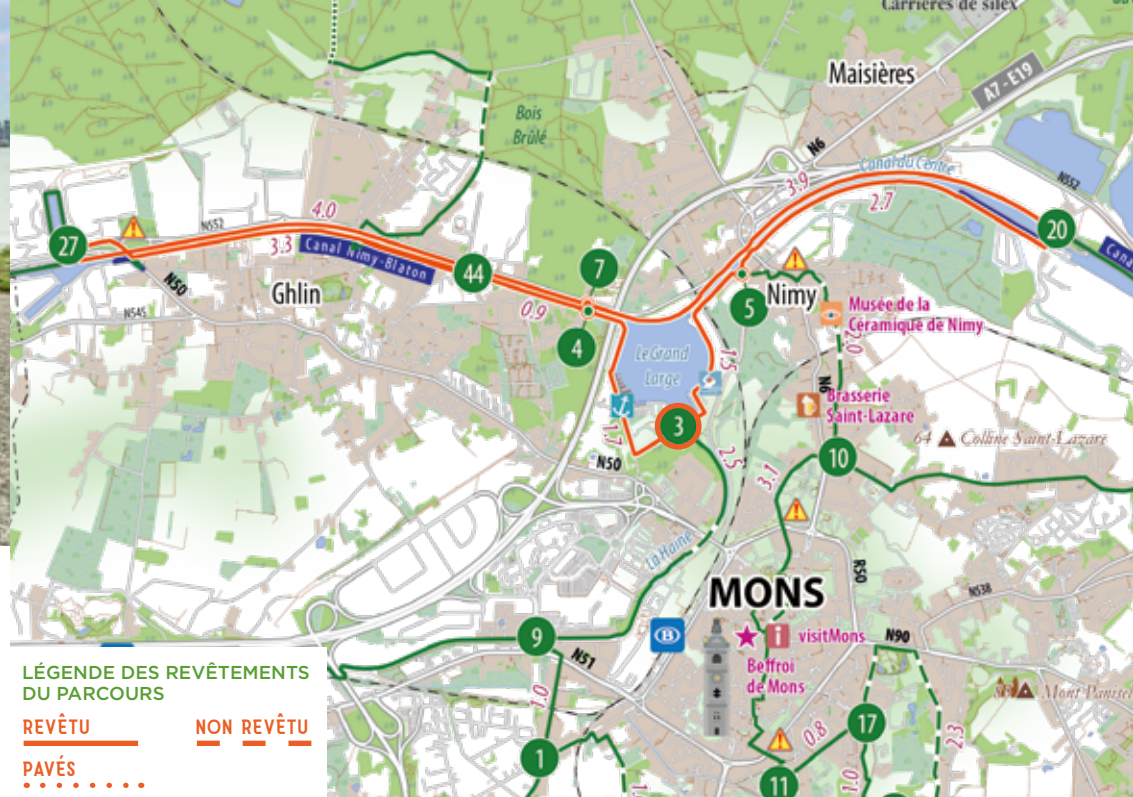 Carrières de silex
Maisières
A7 - E19
Bois
Brûlé
N6
Canal du Centre
N552
3.9
2.7
20
4.0
N552
27
3.3
Canal Nimy-Blaton
44
7
N50
Ghlin
0.9
5
Nimy
Musée de la
Céramique de Nimy
N545
4
Le Grand
Large
1.5
2.0
N6
Brasserie
Saint-Lazare
3
1.7
64
Colline Saint-Lazare
N50
2.5
3.1
10
La Haine
R50
MONS
N538
9
B
i
visitMons
N90
N51
Beffroi
de Mons
1.0
Mont Panisel
17
0.8
2.3
1
11
1.0
LÉGENDE DES REVÊTEMENTS
DU PARCOURS
REVÊTU
NON REVÊTU
PAVÉS